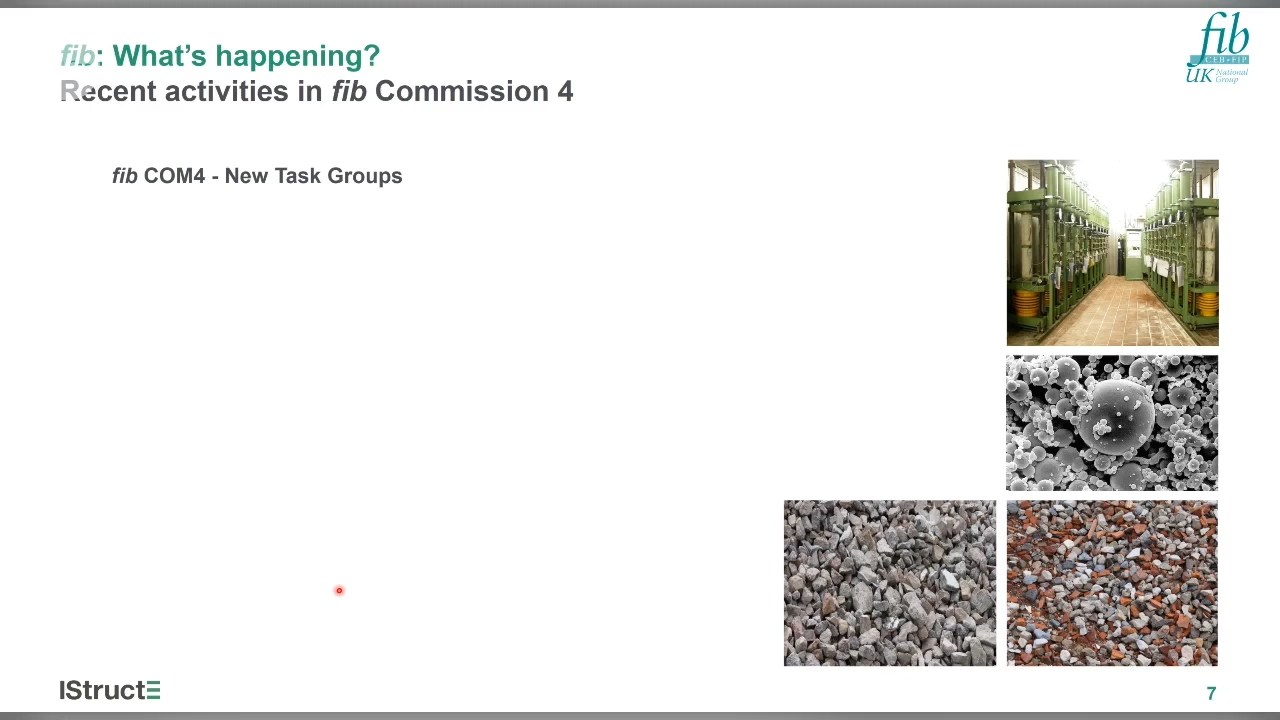 fib: What’s happening?
Recent activities in fib Commission 4
fib
CEB-FIP
UK National Group
fib COM4 - New Task Groups
IStructE
7